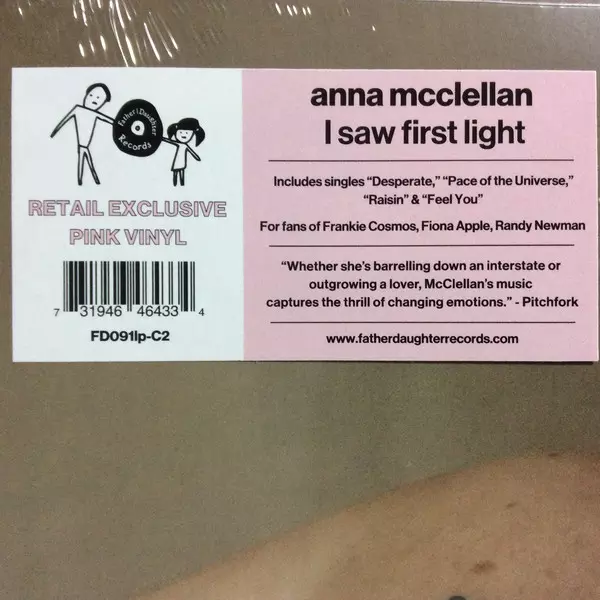 Father/Daughter
Records
RETAIL EXCLUSIVE
PINK VINYL
7 31946 46433 4
FD091lp-C2
anna mcclellan
I saw first light
Includes singles “Desperate,” “Pace of the Universe,”
“Raisin” & “Feel You”
For fans of Frankie Cosmos, Fiona Apple, Randy Newman
“Whether she’s barrelling down an interstate or
outgrowing a lover, McClellan’s music
captures the thrill of changing emotions.” - Pitchfork
www.fatherdaughterrecords.com